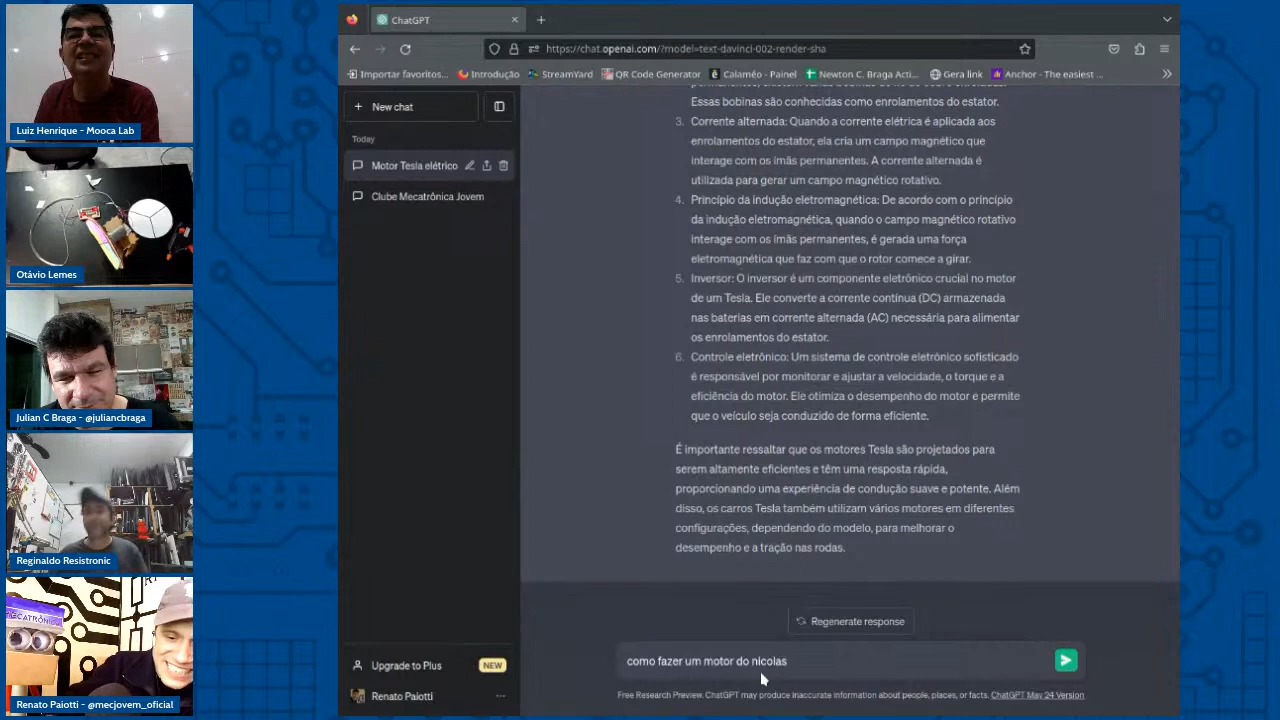 Luiz Henrique - Mooca Lab
Otávio Lemes
Julian C Braga - @juliancbraga
Reginaldo Resistronic
MECATRÔNIC
Renato Paiotti - @mecjovem_oficial
ChatGPT
https://chat.openai.com/?model=text-davinci-002-render-sha
Importar favoritos...
Introdução
StreamYard
QR Code Generator
Calaméo - Painel
Newton C. Braga Acti...
Gera link
Anchor - The easiest ...
New chat
Today
Motor Tesla elétrico
Clube Mecatrônica Jovem
Upgrade to Plus
NEW
Renato Paiotti
Essas bobinas são conhecidas como enrolamentos do estator.
3. Corrente alternada: Quando a corrente elétrica é aplicada aos
enrolamentos do estator, ela cria um campo magnético que
interage com os ímãs permanentes. A corrente alternada é
utilizada para gerar um campo magnético rotativo.
4. Princípio da indução eletromagnética: De acordo com o princípio
da indução eletromagnética, quando o campo magnético rotativo
interage com os ímãs permanentes, é gerada uma força
eletromagnética que faz com que o rotor comece a girar.
5. Inversor: O inversor é um componente eletrônico crucial no motor
de um Tesla. Ele converte a corrente contínua (DC) armazenada
nas baterias em corrente alternada (AC) necessária para alimentar
os enrolamentos do estator.
6. Controle eletrônico: Um sistema de controle eletrônico sofisticado
é responsável por monitorar e ajustar a velocidade, o torque e a
eficiência do motor. Ele otimiza o desempenho do motor e permite
que o veículo seja conduzido de forma eficiente.
É importante ressaltar que os motores Tesla são projetados para
serem altamente eficientes e têm uma resposta rápida,
proporcionando uma experiência de condução suave e potente. Além
disso, os carros Tesla também utilizam vários motores em diferentes
configurações, dependendo do modelo, para melhorar o
desempenho e a tração nas rodas.
Regenerate response
como fazer um motor do nicolas
Free Research Preview. ChatGPT may produce inaccurate information about people, places, or facts. ChatGPT May 24 Version